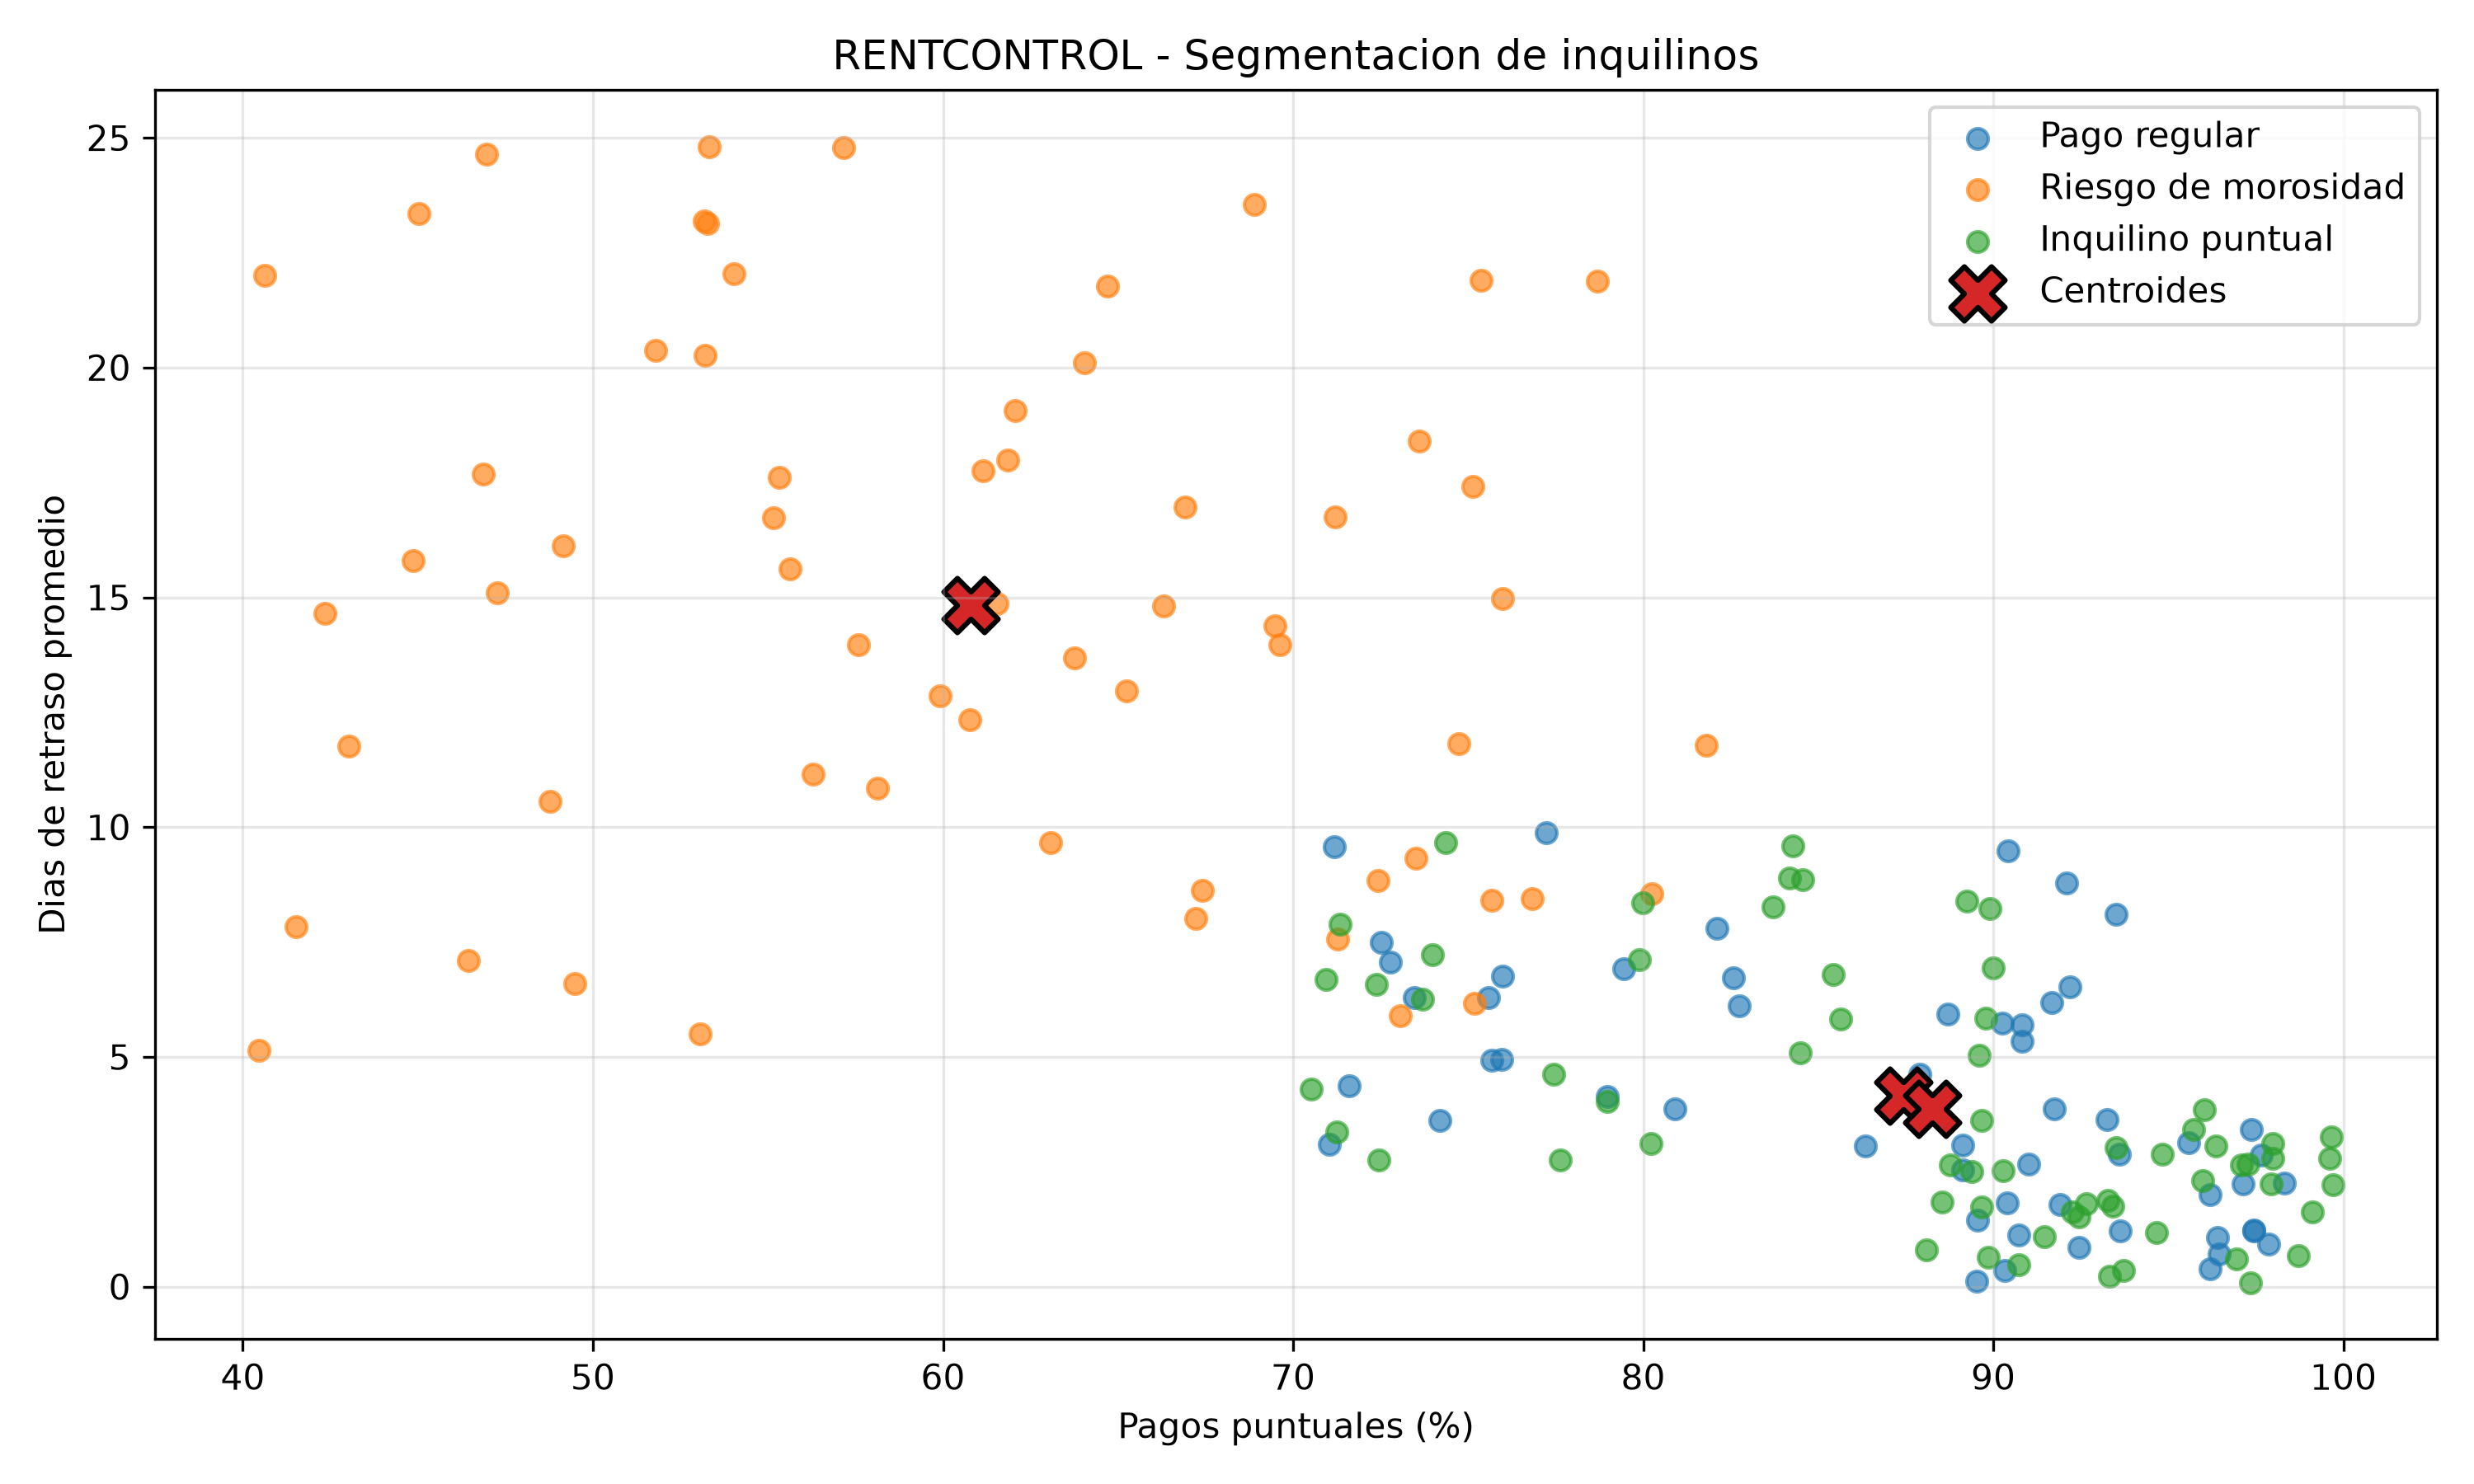 RENTCONTROL - Segmentacion de inquilinos
Pago regular
Riesgo de morosidad
Inquilino puntual
Centroides
Dias de retraso promedio
25
20
15
10
5
0
40 50 60 70 80 90 100
Pagos puntuales (%)